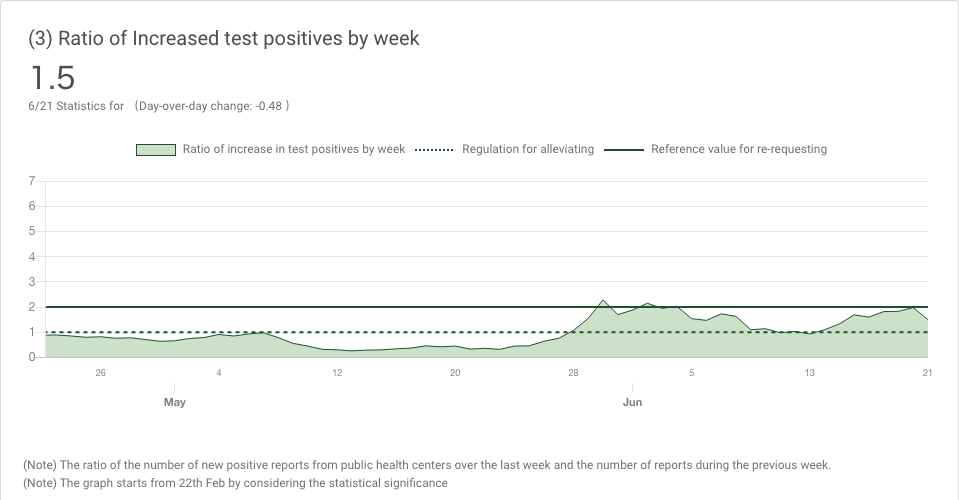 (3) Ratio of Increased test positives by week
1.5
6/21 Statistics for （Day-over-day change: -0.48 ）
Ratio of increase in test positives by week Regulation for alleviating Reference value for re-requesting
7
6
5
4
3
2
1
0
26 4 12 20 28 5 13 21
May Jun
(Note) The ratio of the number of new positive reports from public health centers over the last week and the number of reports during the previous week.
(Note) The graph starts from 22th Feb by considering the statistical significance